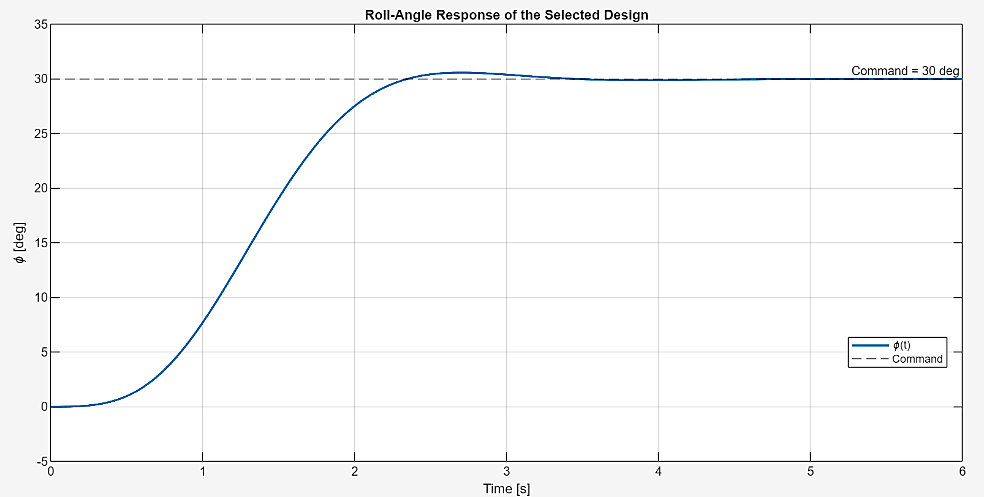 Roll-Angle Response of the Selected Design
35
30
25
20
15
10
5
0
-5
ϕ [deg]
Command = 30 deg
ϕ(t)
Command
0 1 2 3 4 5 6
Time [s]